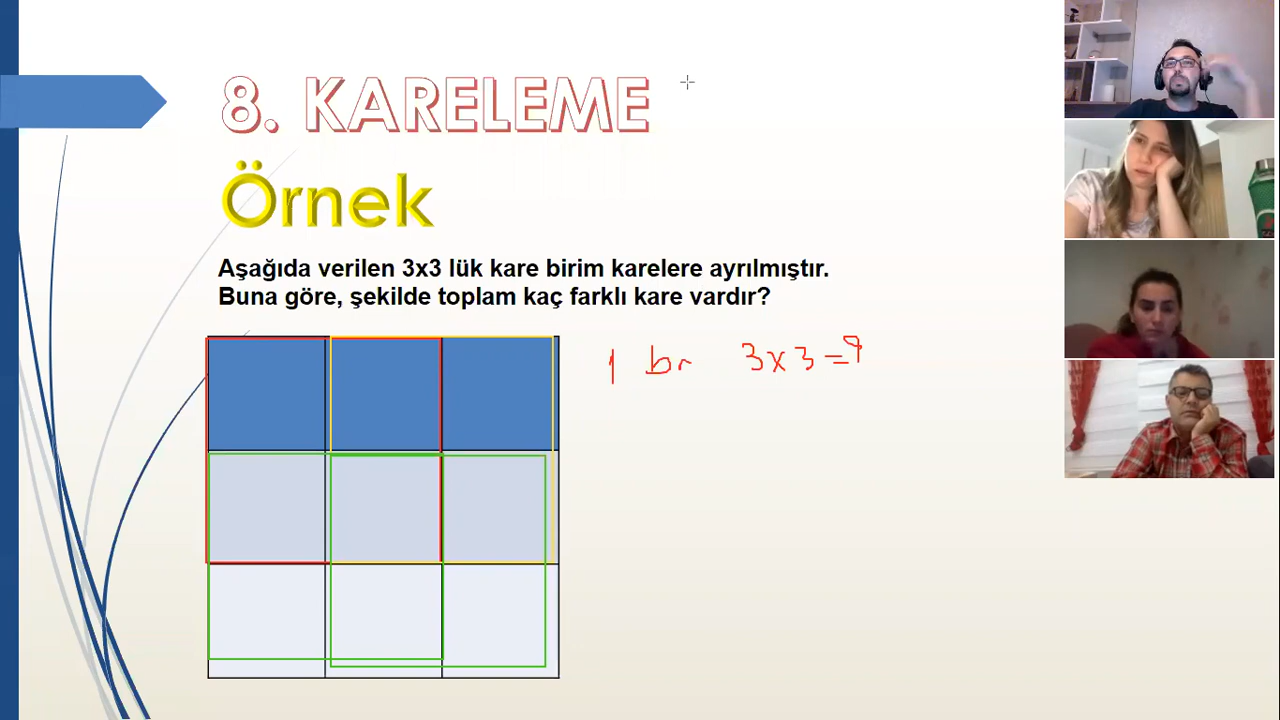 8. KARELEME
Örnek
Aşağıda verilen 3x3 lük kare birim karelere ayrılmıştır.
Buna göre, şekilde toplam kaç farklı kare vardır?
1 br 3x3=9